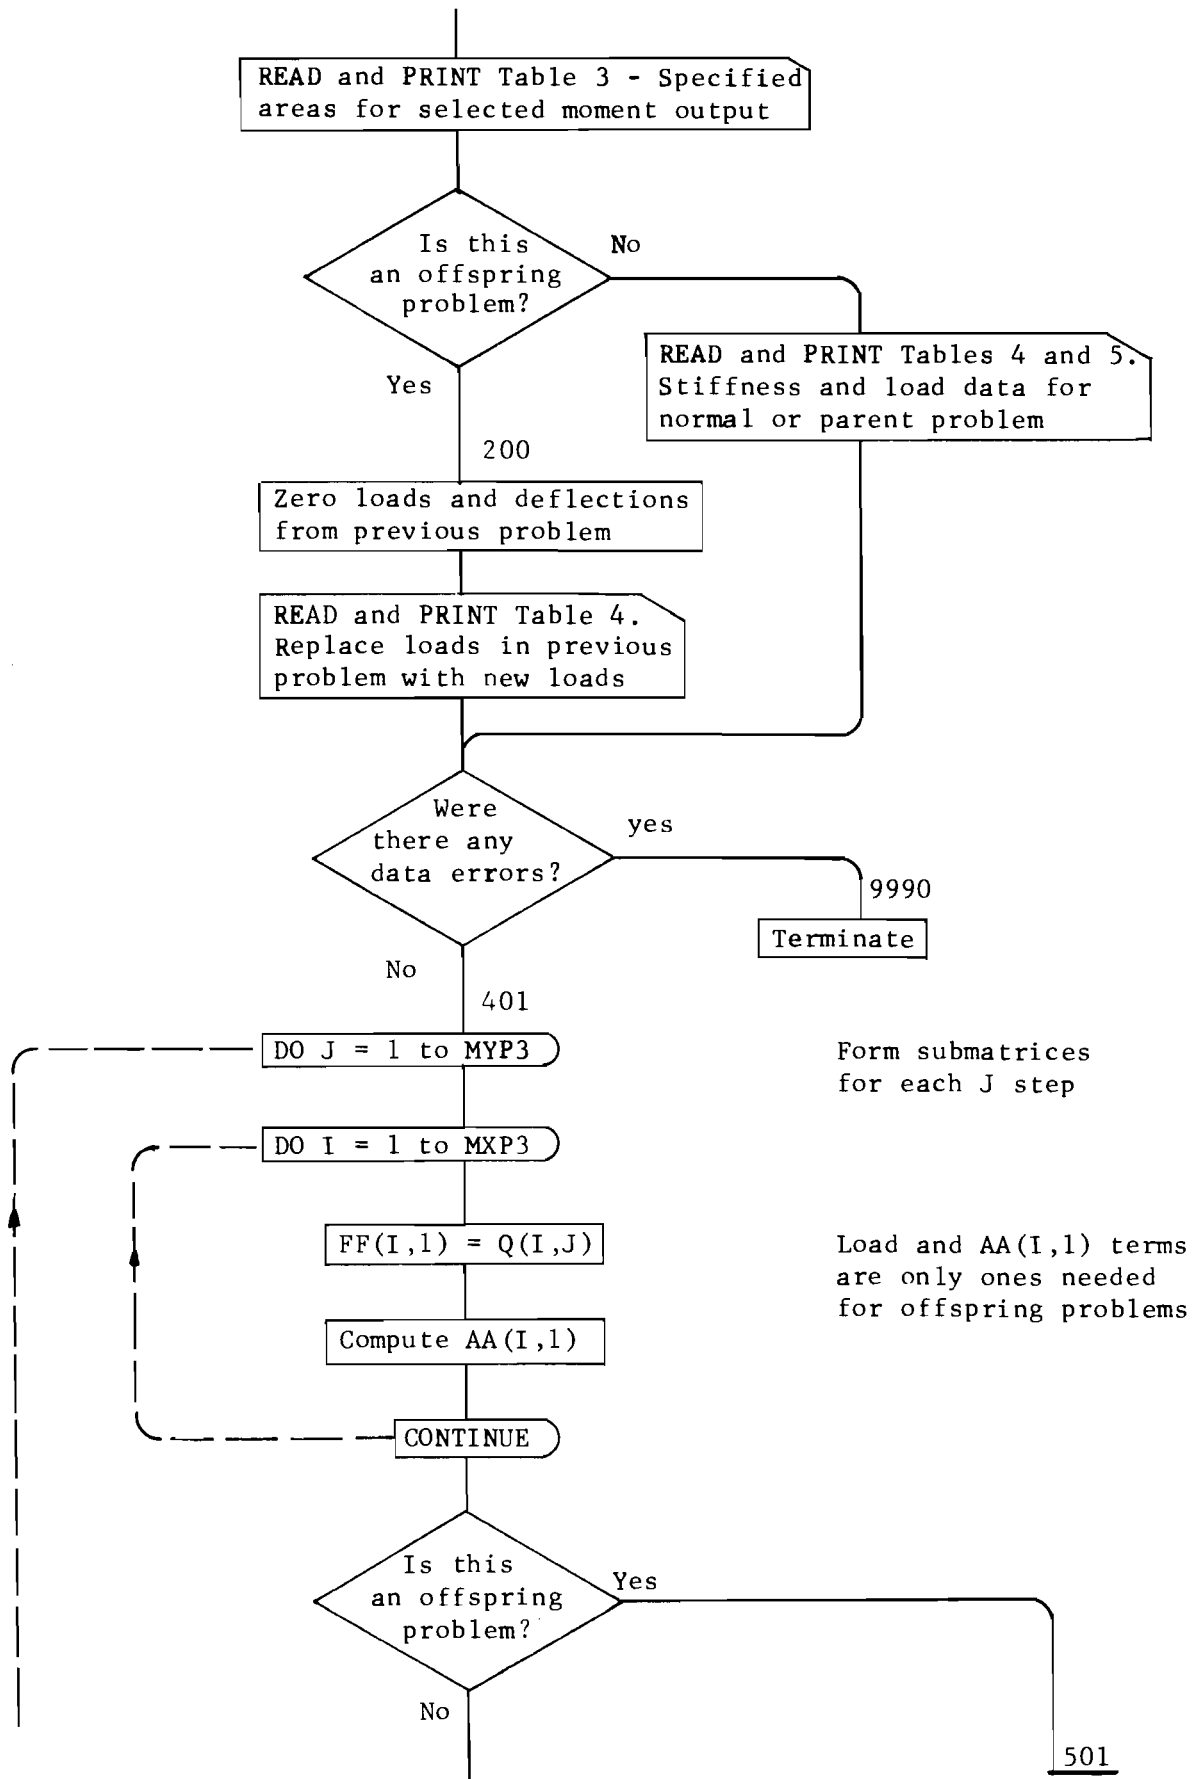 READ and PRINT Table 3 - Specified
areas for selected moment output
Is this
an offspring
problem?
No
Yes
READ and PRINT Tables 4 and 5.
Stiffness and load data for
normal or parent problem
200
Zero loads and deflections
from previous problem
READ and PRINT Table 4.
Replace loads in previous
problem with new loads
Were
there any
data errors?
yes
9990
Terminate
No
401
DO J = 1 to MYP3
Form submatrices
for each J step
DO I = 1 to MXP3
FF(I,1) = Q(I,J)
Load and AA(I,1) terms
are only ones needed
for offspring problems
Compute AA(I,1)
CONTINUE
Is this
an offspring
problem?
Yes
No
501